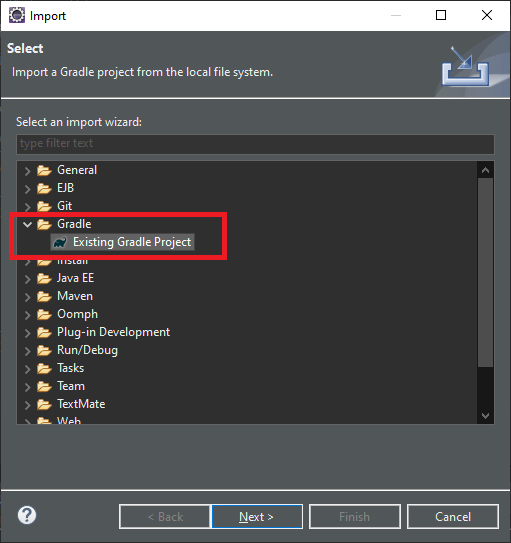 Import
Select
Import a Gradle project from the local file system.
Select an import wizard:
type filter text
General
EJB
Git
Gradle
Existing Gradle Project
Install
Java EE
Maven
Oomph
Plug-in Development
Run/Debug
Tasks
Team
TextMate
Web
?
< Back
Next >
Finish
Cancel